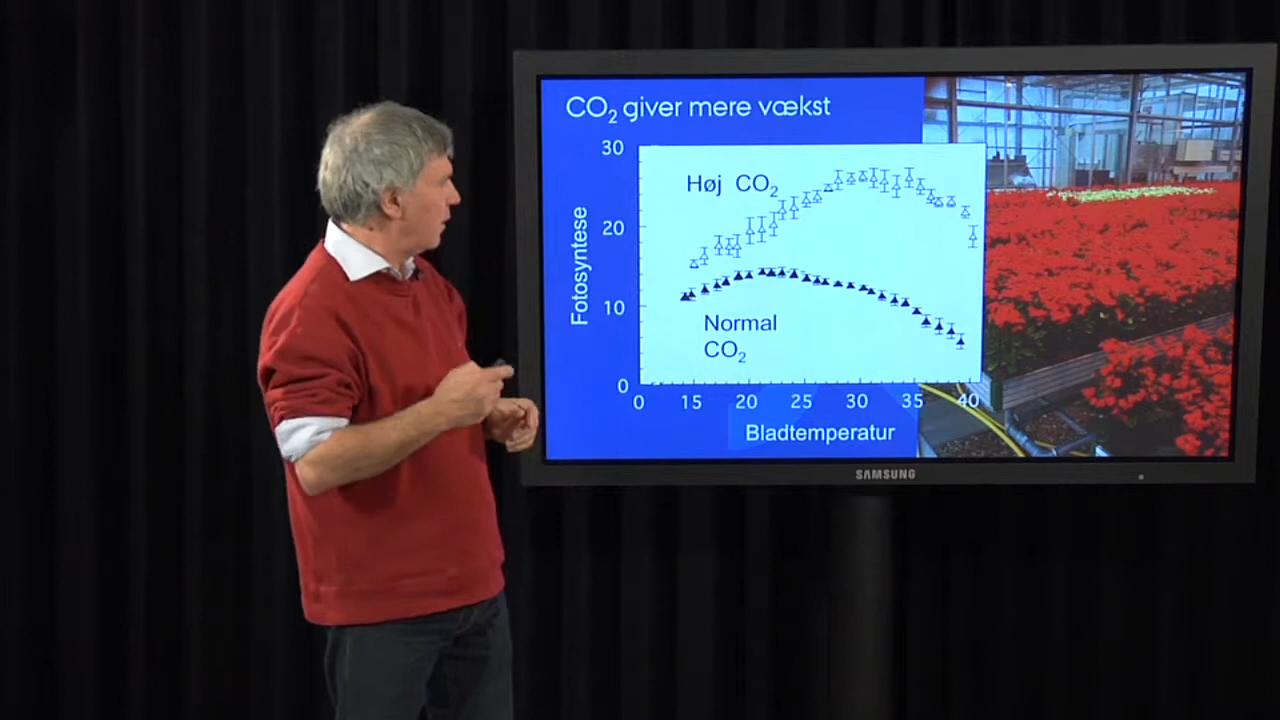 CO2 giver mere vækst
30
Høj CO2
20
Fotosyntese
10
Normal
CO2
0
0 15 20 25 30 35 40
Bladtemperatur
SAMSUNG